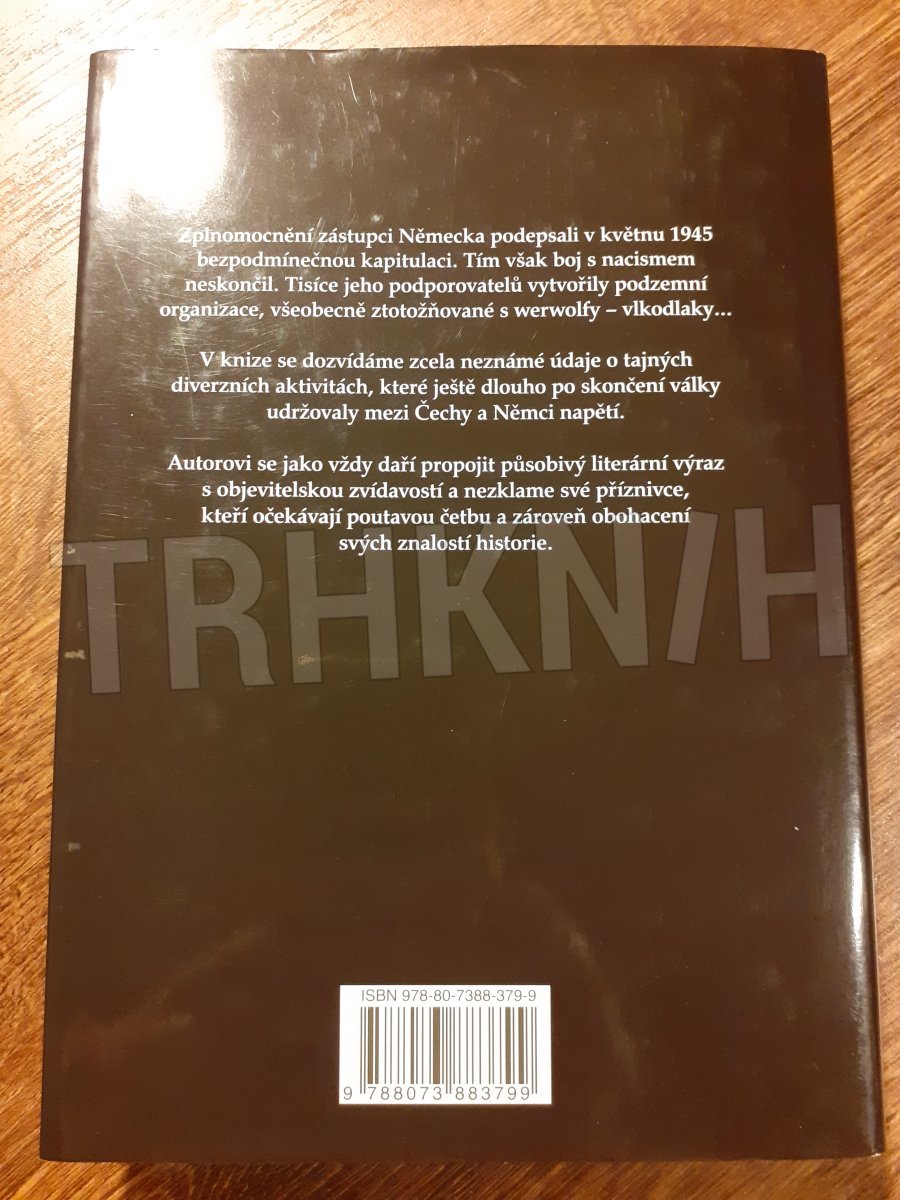 Zplnomocnění zástupci Německa podepsali v květnu 1945
bezpodmínečnou kapitulaci. Tím však boj s nacismem
neskončil. Tisíce jeho podporovatelů vytvořily podzemní
organizace, všeobecně ztotožňované s werwolfy – vlkodlaky...
V knize se dozvídáme zcela neznámé údaje o tajných
diverzních aktivitách, které ještě dlouho po skončení války
udržovaly mezi Čechy a Němci napětí.
Autorovi se jako vždy daří propojit působivý literární výraz
s objevitelskou zvídavostí a nezklame své příznivce,
kteří očekávají poutavou četbu a zároveň obohacení
svých znalostí historie.
TRHKNIH
ISBN 978-80-7388-379-9
9 788073 883799